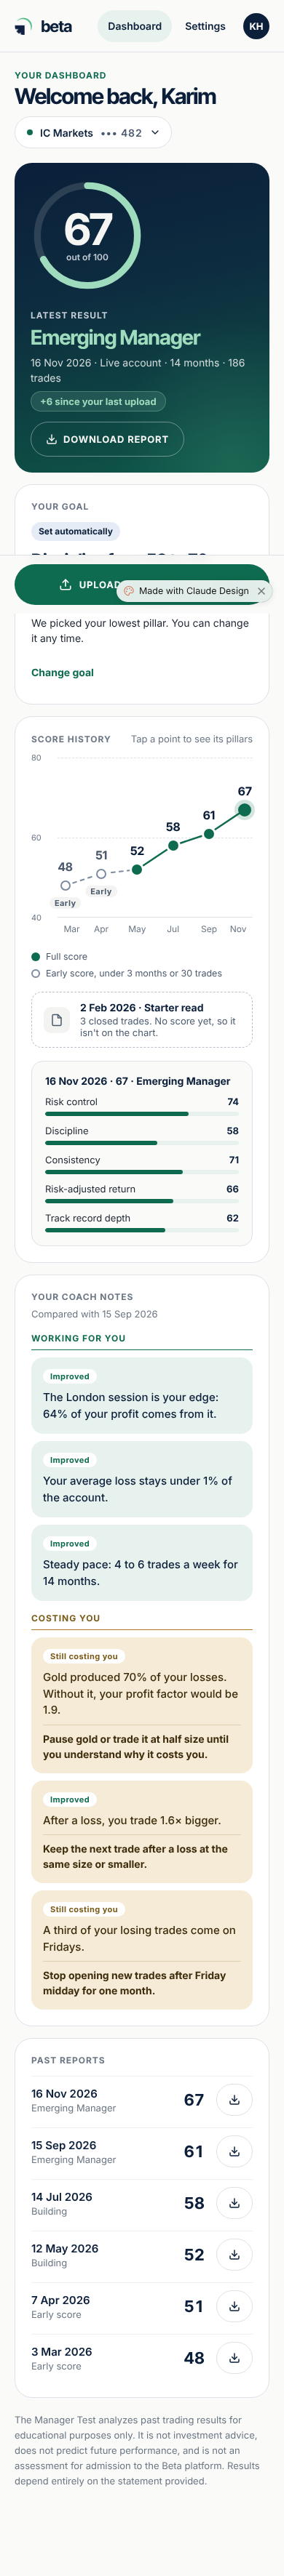 beta
Dashboard
Settings
KH
YOUR DASHBOARD
Welcome back, Karim
IC Markets ••• 482
67
out of 100
LATEST RESULT
Emerging Manager
16 Nov 2026 · Live account · 14 months · 186
trades
+6 since your last upload
DOWNLOAD REPORT
YOUR GOAL
Set automatically
UPLOAD
Made with Claude Design
We picked your lowest pillar. You can change
it any time.
Change goal
SCORE HISTORY
Tap a point to see its pillars
80
60
40
48
51
52
58
61
67
Early
Early
Mar
Apr
May
Jul
Sep
Nov
Full score
Early score, under 3 months or 30 trades
2 Feb 2026 · Starter read
3 closed trades. No score yet, so it
isn't on the chart.
16 Nov 2026 · 67 · Emerging Manager
Risk control 74
Discipline 58
Consistency 71
Risk-adjusted return 66
Track record depth 62
YOUR COACH NOTES
Compared with 15 Sep 2026
WORKING FOR YOU
Improved
The London session is your edge:
64% of your profit comes from it.
Improved
Your average loss stays under 1% of
the account.
Improved
Steady pace: 4 to 6 trades a week for
14 months.
COSTING YOU
Still costing you
Gold produced 70% of your losses.
Without it, your profit factor would be
1.9.
Pause gold or trade it at half size until
you understand why it costs you.
Improved
After a loss, you trade 1.6× bigger.
Keep the next trade after a loss at the
same size or smaller.
Still costing you
A third of your losing trades come on
Fridays.
Stop opening new trades after Friday
midday for one month.
PAST REPORTS
16 Nov 2026
Emerging Manager
67
15 Sep 2026
Emerging Manager
61
14 Jul 2026
Building
58
12 May 2026
Building
52
7 Apr 2026
Early score
51
3 Mar 2026
Early score
48
The Manager Test analyzes past trading results for
educational purposes only. It is not investment advice,
does not predict future performance, and is not an
assessment for admission to the Beta platform. Results
depend entirely on the statement provided.